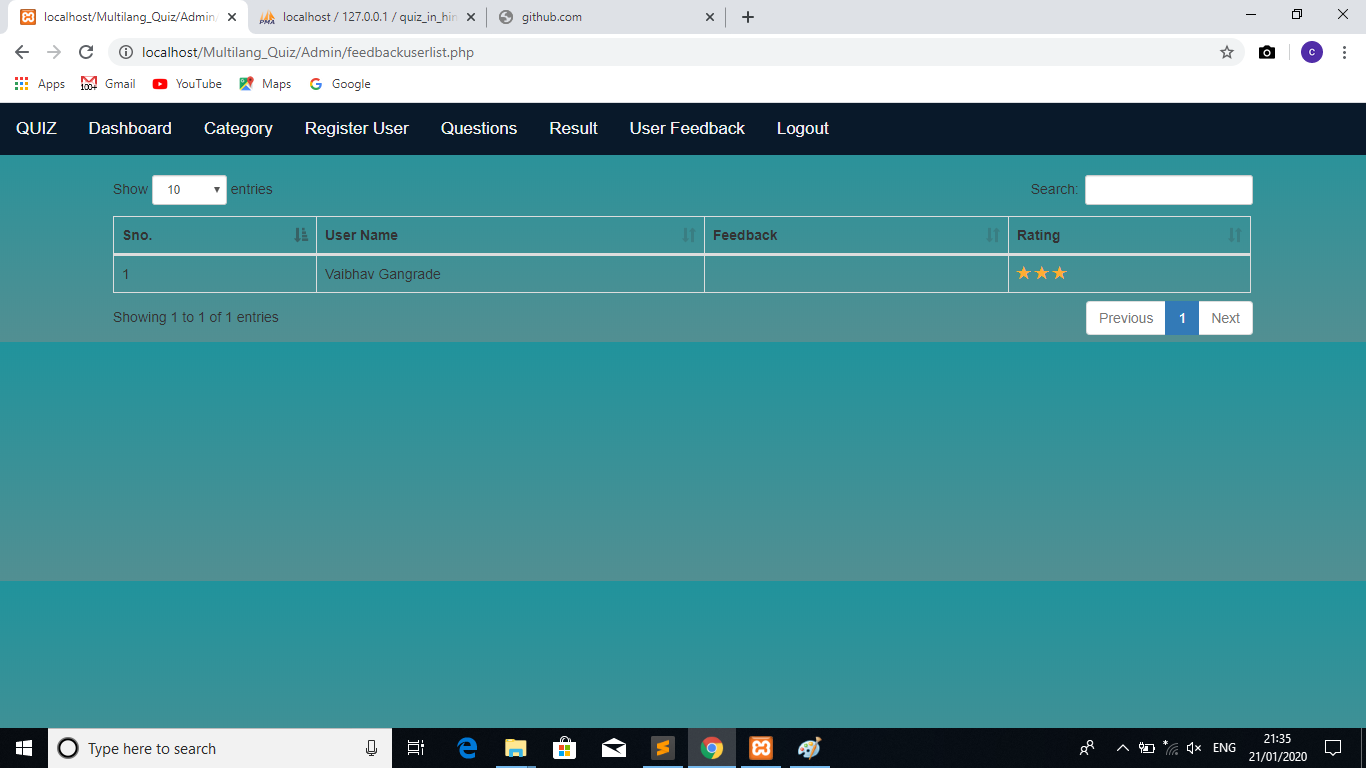 localhost/Multilang_Quiz/Admin/
localhost / 127.0.0.1 / quiz_in_hin
github.com
localhost/Multilang_Quiz/Admin/feedbackuserlist.php
c
Apps
100+
Gmail
YouTube
Maps
Google
QUIZ Dashboard Category Register User Questions Result User Feedback Logout
Show 10 entries
Search:
Sno. User Name Feedback Rating
1 Vaibhav Gangrade
Showing 1 to 1 of 1 entries
Previous 1 Next
Type here to search
ENG
21:35
21/01/2020
PMA